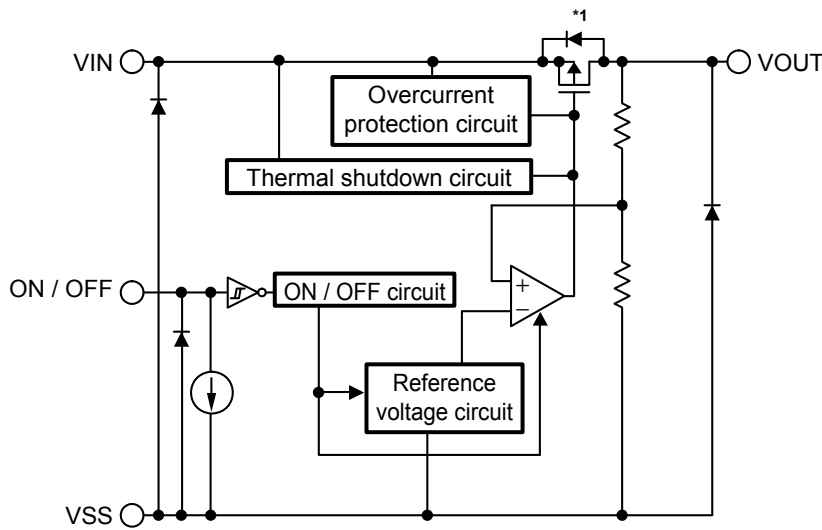 *1
VIN
VOUT
Overcurrent
protection circuit
Thermal shutdown circuit
ON / OFF
ON / OFF circuit
+
−
Reference
voltage circuit
VSS